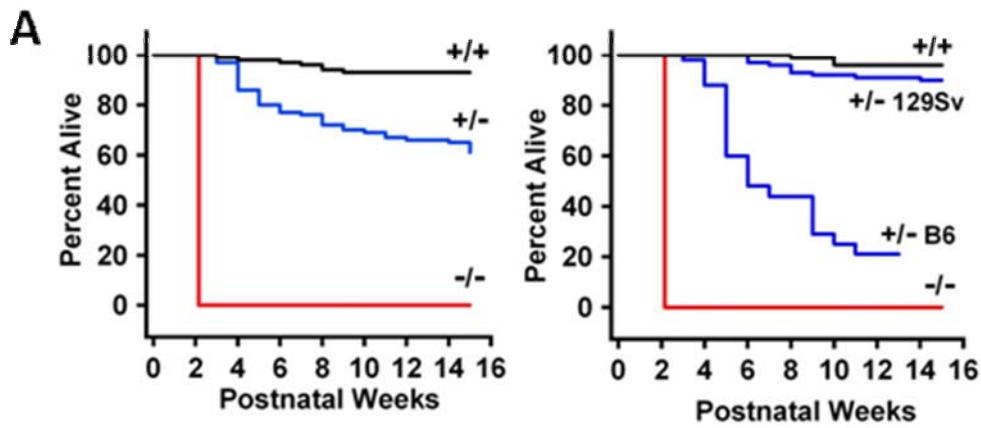 A
Percent Alive
100
80
60
40
20
0
+/+
+/-
-/-
0 2 4 6 8 10 12 14 16
Postnatal Weeks
Percent Alive
100
80
60
40
20
0
+/+
+/- 129Sv
+/- B6
-/-
0 2 4 6 8 10 12 14 16
Postnatal Weeks